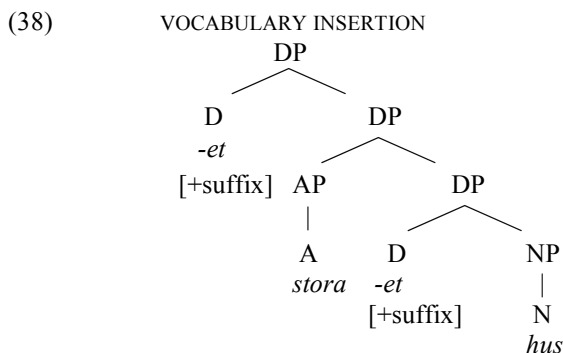 (38) VOCABULARY INSERTION
DP
D DP
-et
[+suffix] AP DP
A D NP
stora -et
[+suffix] N
hus